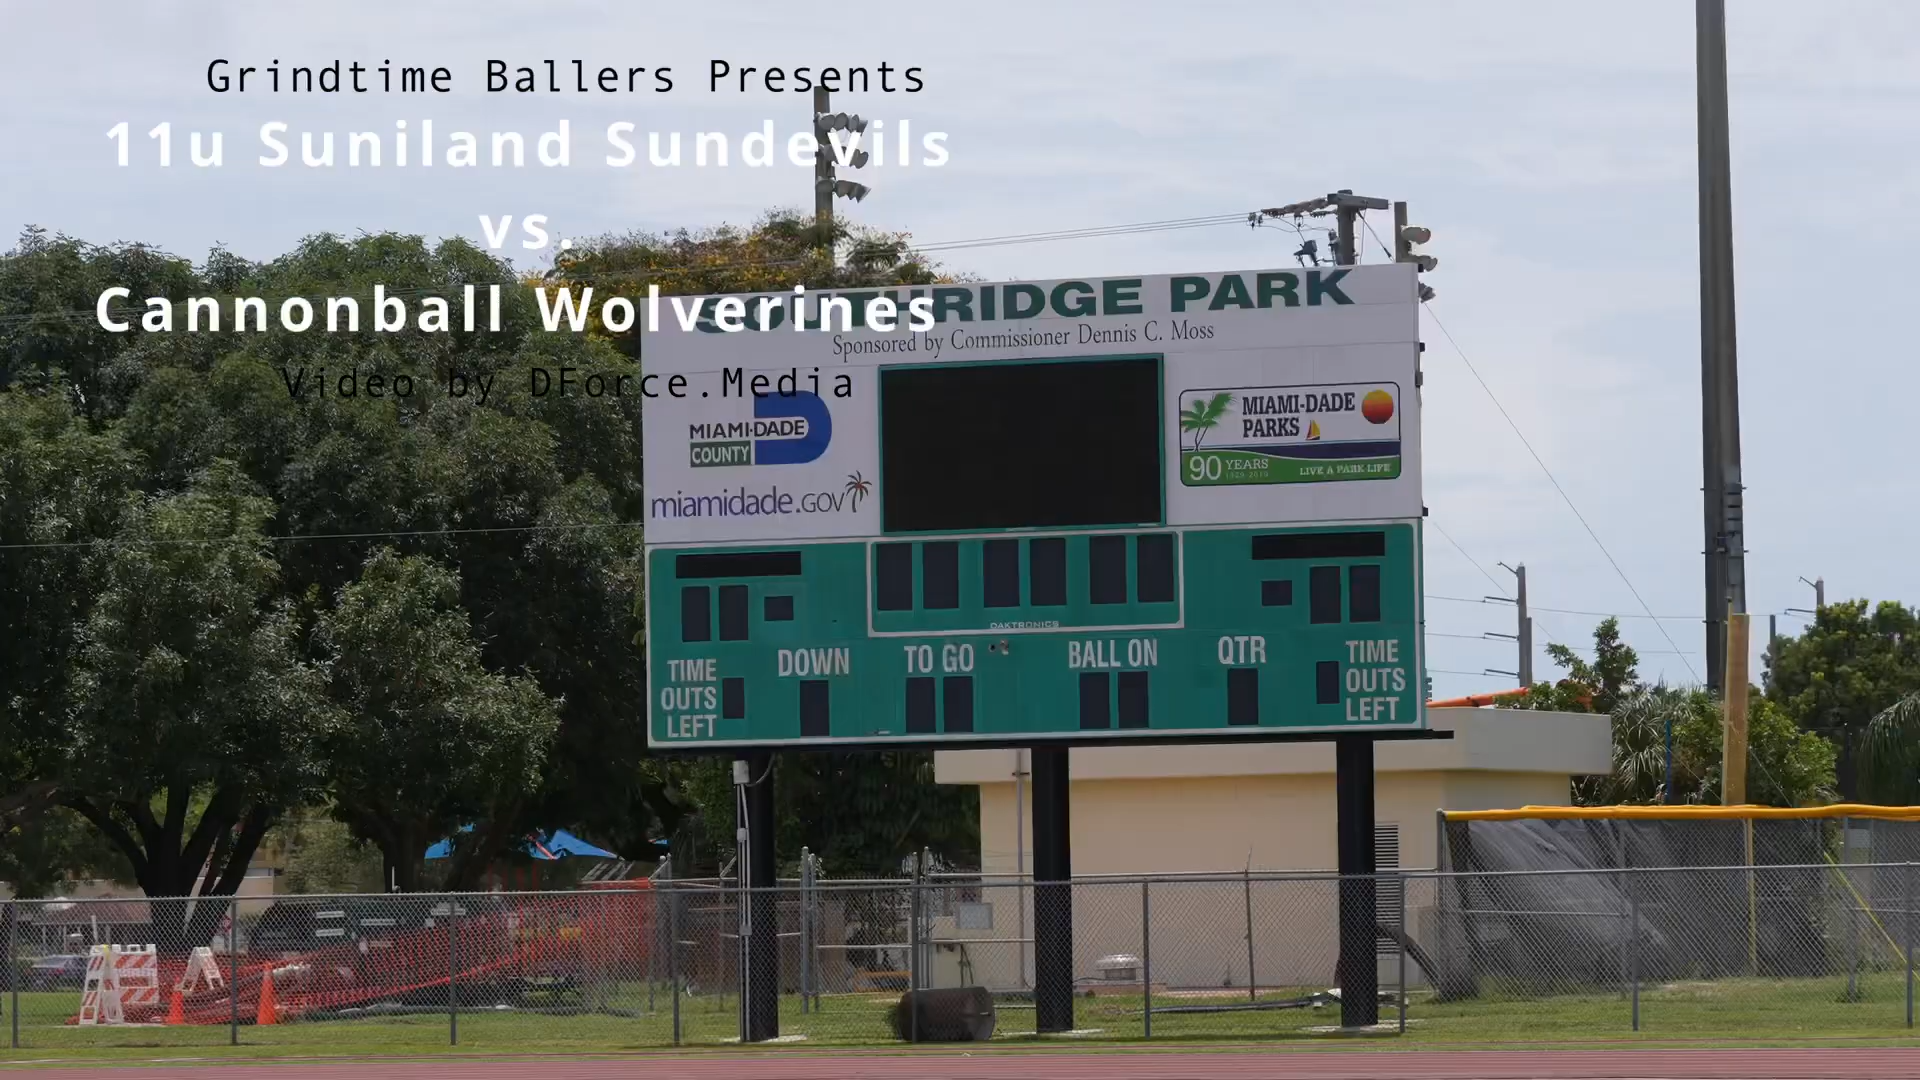 Grindtime Ballers Presents
11u Suniland Sundevils
vs.
Cannonball Wolverines
Video by DForce.Media
SOUTHRIDGE PARK
Sponsored by Commissioner Dennis C. Moss
MIAMI-DADE
COUNTY
miamidade.GOV
MIAMI-DADE
PARKS
90 YEARS
LIVE A PARK LIFE
DAKTRONICS
TIME
OUTS
LEFT
DOWN
TO GO
BALL ON
QTR
TIME
OUTS
LEFT